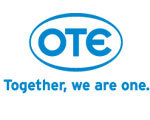 OTE
Together, we are one.